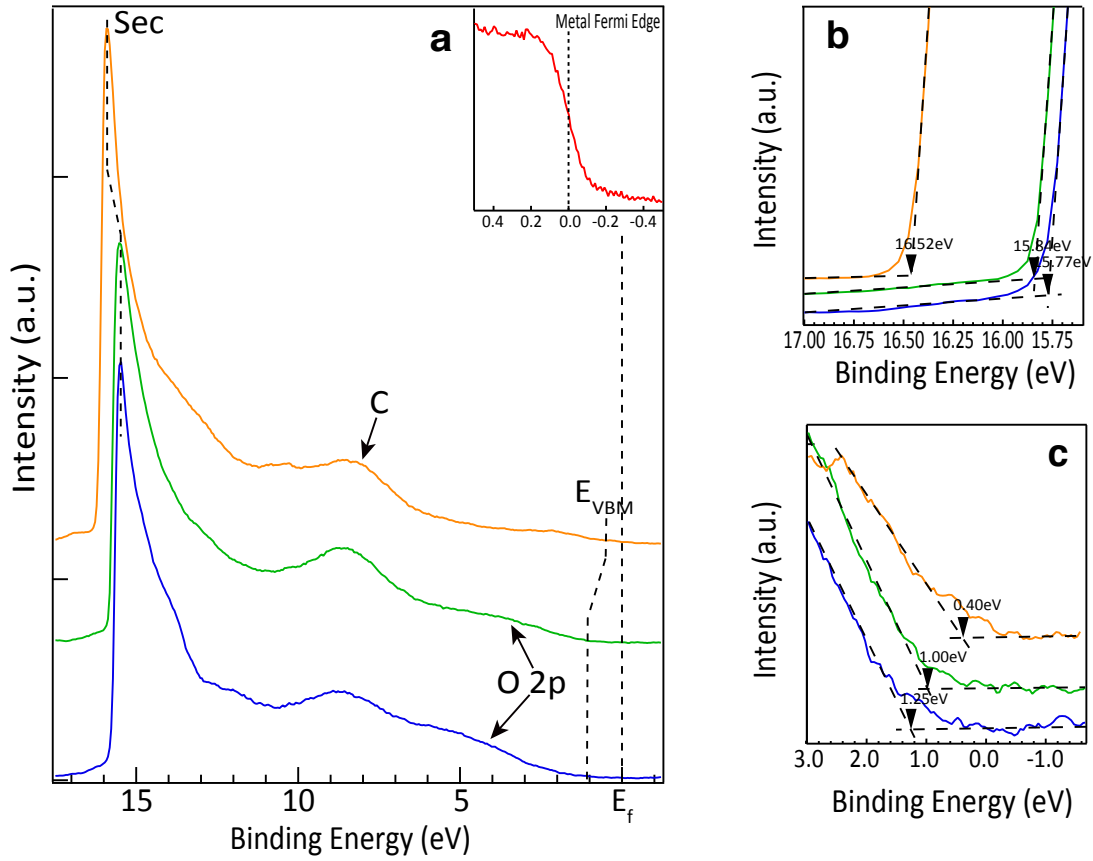 Sec
a
Metal Fermi Edge
0.5 0.2 0.0 -0.2 -0.4
C
E_VBM
O 2p
Intensity (a.u.)
15 10 5 E_f
Binding Energy (eV)
b
Intensity (a.u.)
16.52eV
15.84eV
15.77eV
17.00 16.75 16.50 16.25 16.00 15.75
Binding Energy (eV)
c
Intensity (a.u.)
0.40eV
1.00eV
1.25eV
3.0 2.0 1.0 0.0 -1.0
Binding Energy (eV)